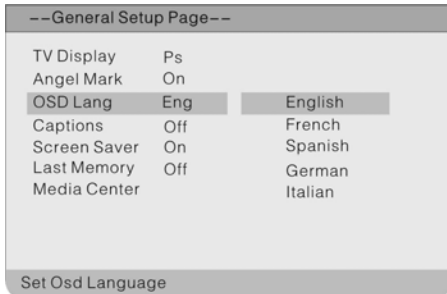 --General Setup Page--
TV Display Ps
Angel Mark On
OSD Lang Eng English
Captions Off French
Screen Saver On Spanish
Last Memory Off German
Media Center Italian
Set Osd Language